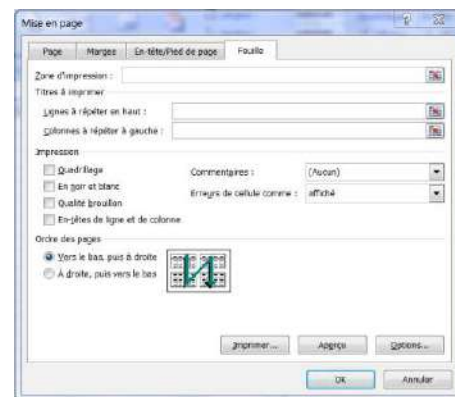 Mise en page
Page Marges En-tête/Pied de page Feuille
Zone d'impression :
Titres à imprimer
Lignes à répéter en haut :
Colonnes à répéter à gauche :
Impression
Quadrillage Commentaires : (Aucun)
En noir et blanc Erreurs de cellule comme : affiché
Qualité brouillon
En-têtes de ligne et de colonne
Ordre des pages
Vers le bas, puis à droite
À droite, puis vers le bas
Imprimer... Aperçu Options...
OK Annuler